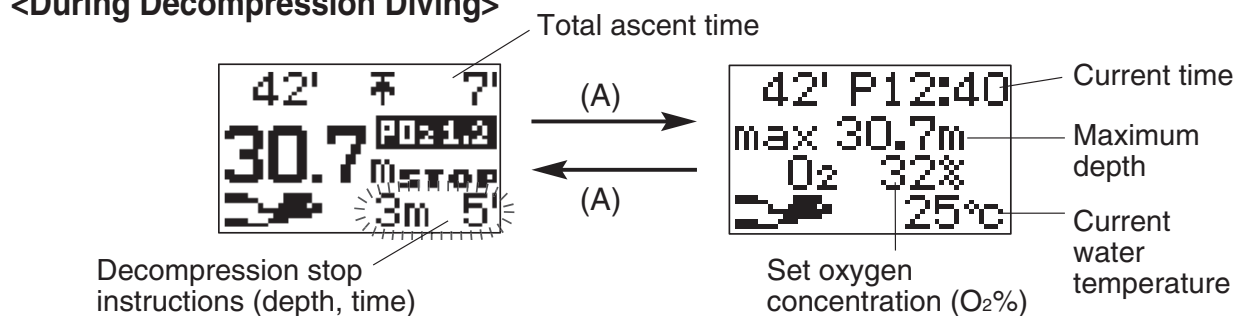 <During Decompression Diving>
Total ascent time
42' 7'
PO2 1.2
30.7m
STOP
3m 5'
Decompression stop
instructions (depth, time)
(A)
(A)
42' P12:40
max 30.7m
O2 32%
25°C
Current time
Maximum
depth
Current
water
temperature
Set oxygen
concentration (O2%)